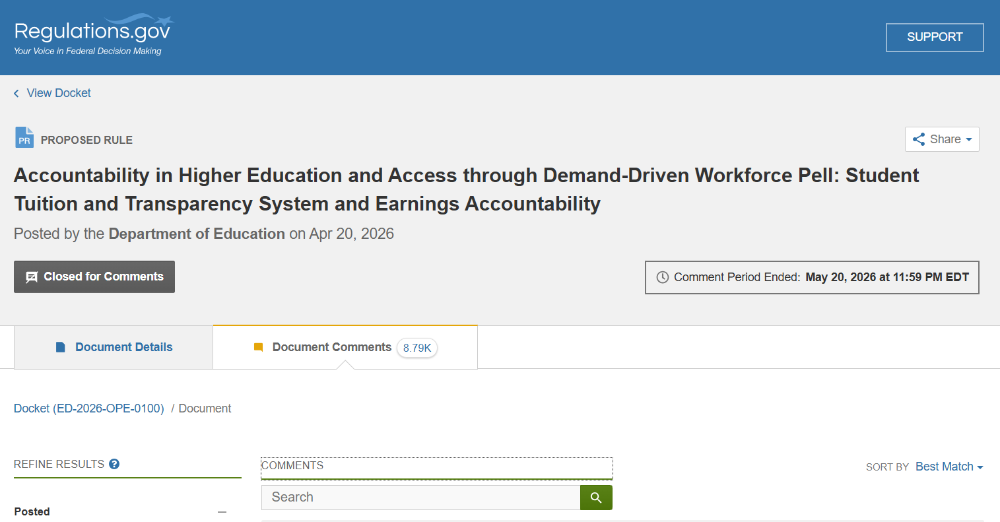 Regulations.gov
Your Voice in Federal Decision Making
SUPPORT
View Docket
PR PROPOSED RULE
Share
Accountability in Higher Education and Access through Demand-Driven Workforce Pell: Student
Tuition and Transparency System and Earnings Accountability
Posted by the Department of Education on Apr 20, 2026
Closed for Comments
Comment Period Ended: May 20, 2026 at 11:59 PM EDT
Document Details
Document Comments 8.79K
Docket (ED-2026-OPE-0100) / Document
REFINE RESULTS ?
COMMENTS
SORT BY Best Match
Search
Posted